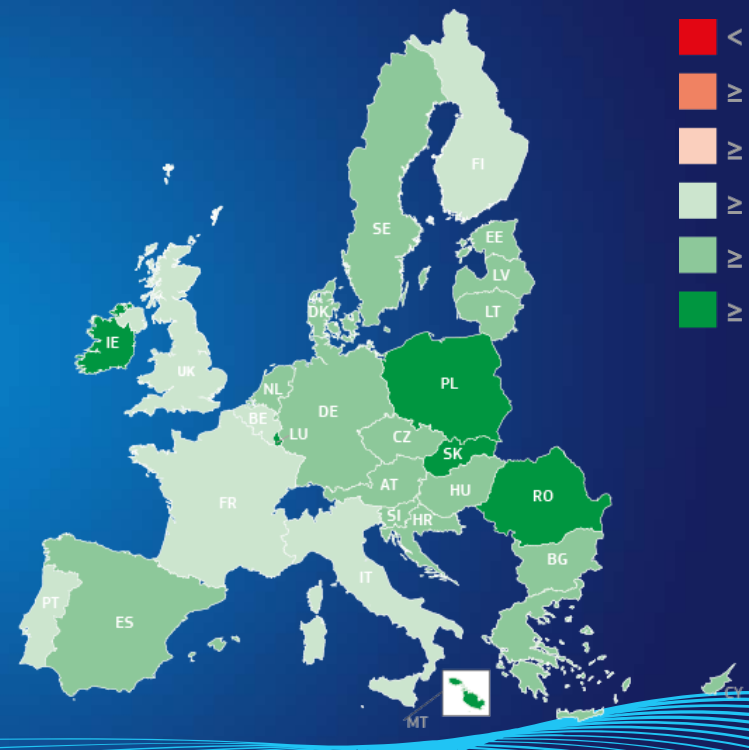 <
≥
≥
FI
≥
SE
EE
≥
LV
DK
LT
≥
IE
UK
PL
NL
DE
BE
LU
CZ
SK
AT
HU
RO
FR
SI
HR
BG
IT
PT
ES
CY
MT